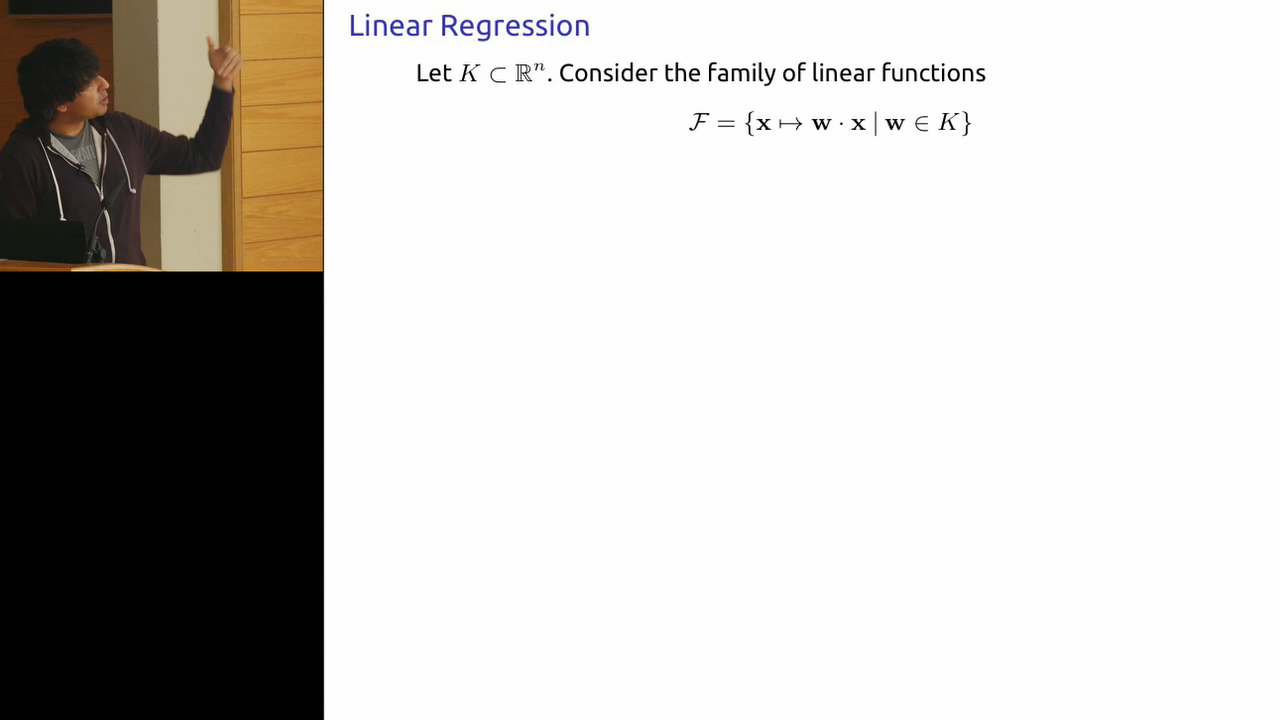 Linear Regression
Let K ⊂ ℝⁿ. Consider the family of linear functions
ℱ = {𝐱 ↦ 𝐰 · 𝐱 | 𝐰 ∈ K}